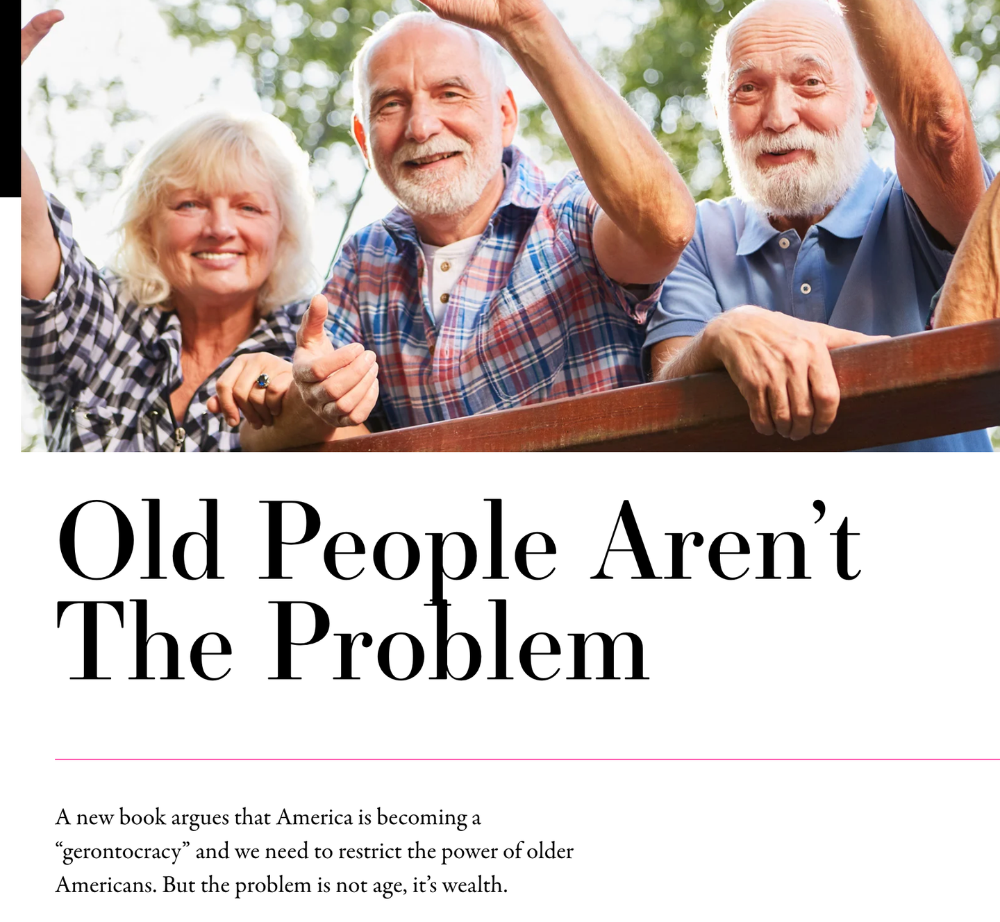 Old People Aren’t
The Problem
A new book argues that America is becoming a
“gerontocracy” and we need to restrict the power of older
Americans. But the problem is not age, it’s wealth.